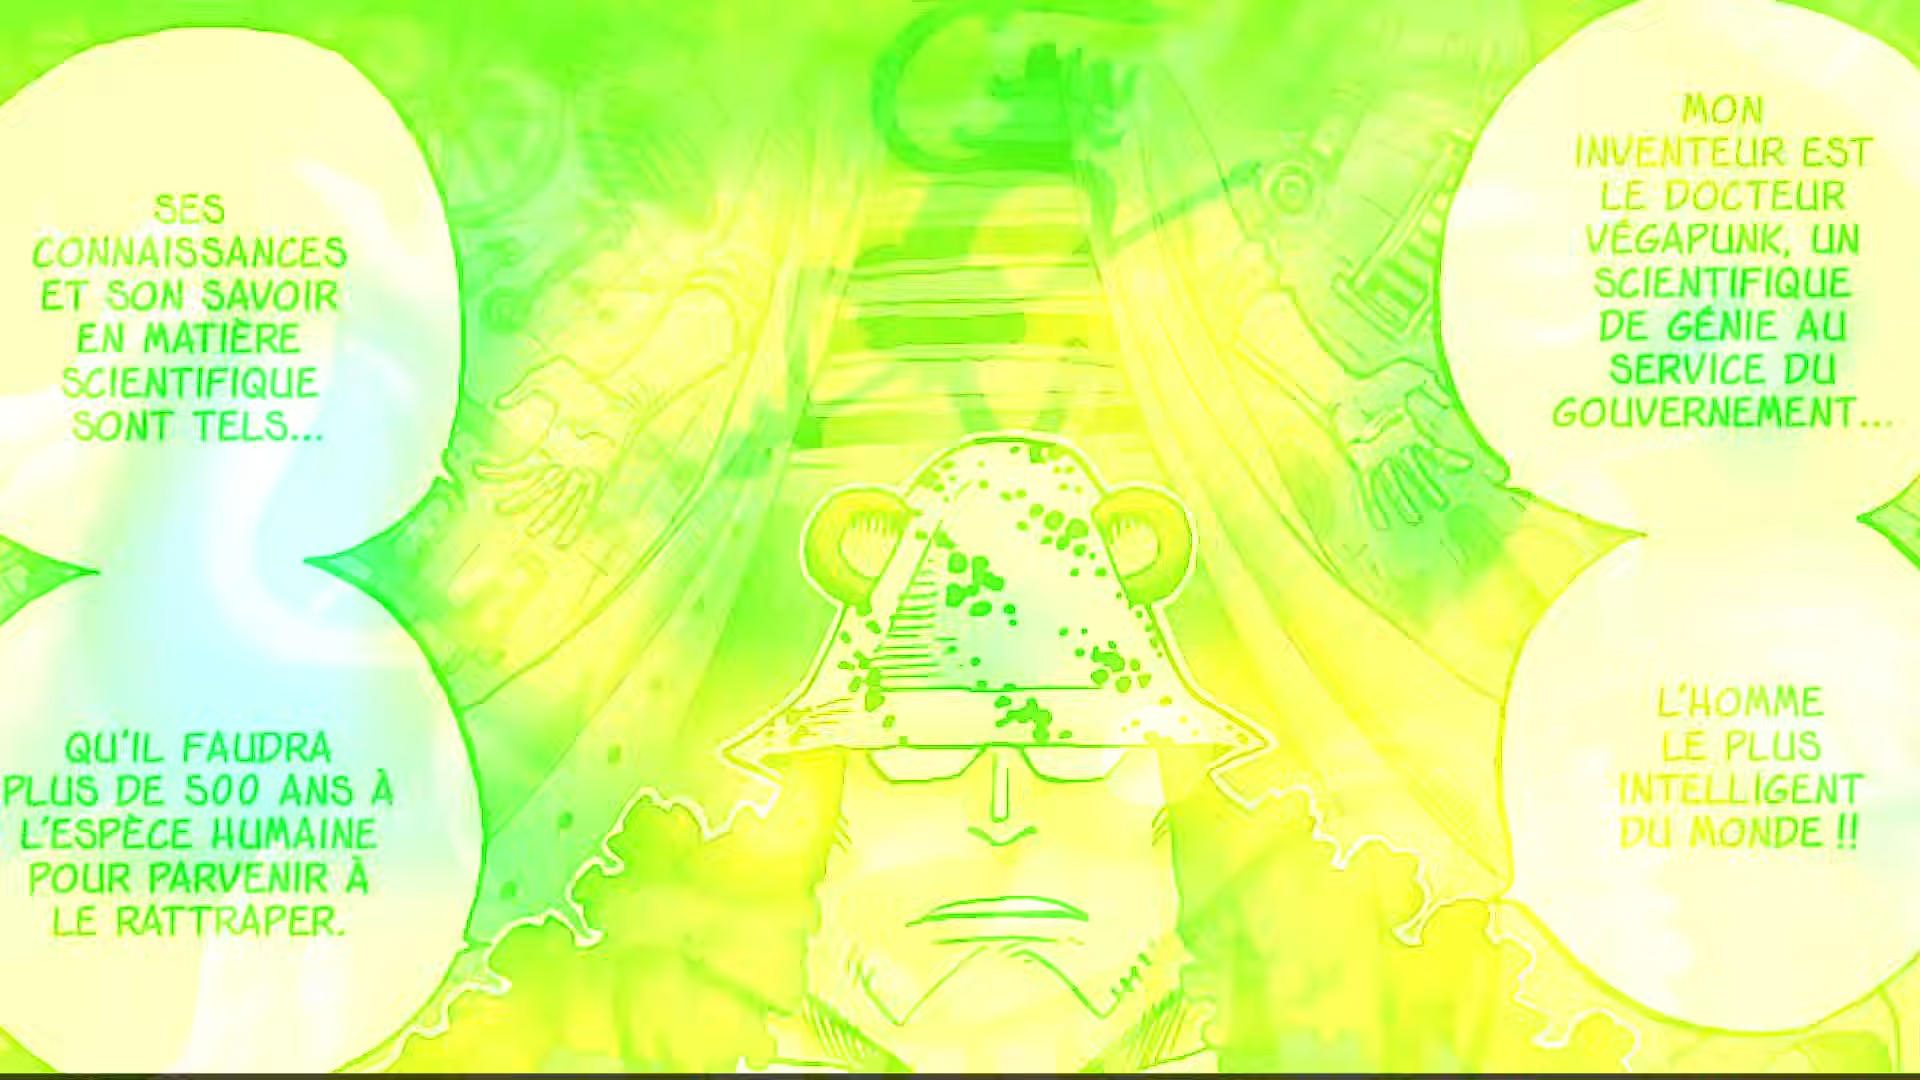 MON
INVENTEUR EST
LE DOCTEUR
VÉGAPUNK, UN
SCIENTIFIQUE
DE GÉNIE AU
SERVICE DU
GOUVERNEMENT...
L'HOMME
LE PLUS
INTELLIGENT
DU MONDE !!
SES
CONNAISSANCES
ET SON SAVOIR
EN MATIÈRE
SCIENTIFIQUE
SONT TELS...
QU'IL FAUDRA
PLUS DE 500 ANS À
L'ESPÈCE HUMAINE
POUR PARVENIR À
LE RATTRAPER.